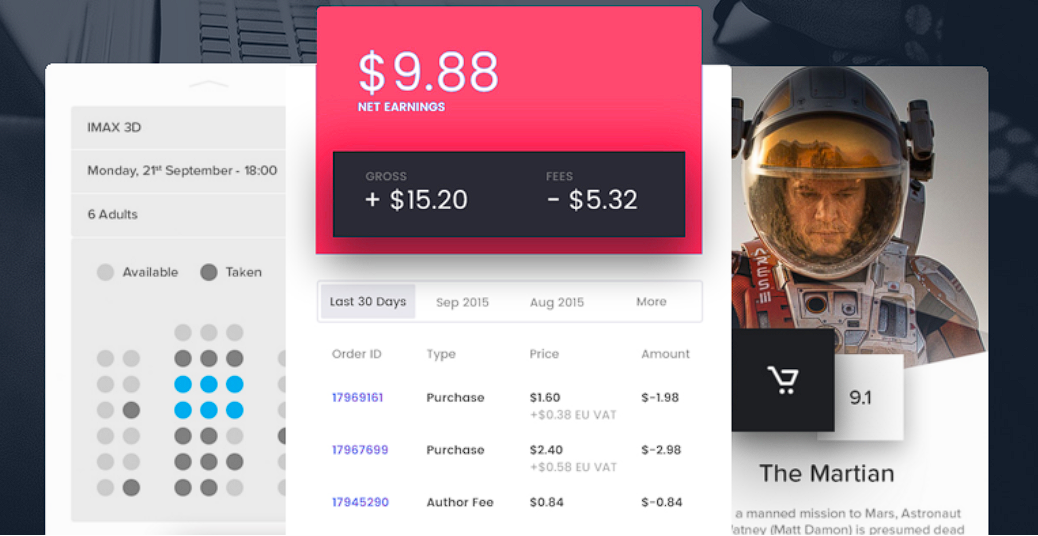 IMAX 3D
Monday, 21st September - 18:00
6 Adults
Available Taken
$9.88
NET EARNINGS
GROSS FEES
+ $15.20 - $5.32
Last 30 Days Sep 2015 Aug 2015 More
Order ID Type Price Amount
17969161 Purchase $1.60 $-1.98
+$0.38 EU VAT
17967699 Purchase $2.40 $-2.98
+$0.58 EU VAT
17945290 Author Fee $0.84 $-0.84
ARES III
9.1
The Martian
a manned mission to Mars, Astronaut
(Matt Damon) is presumed dead